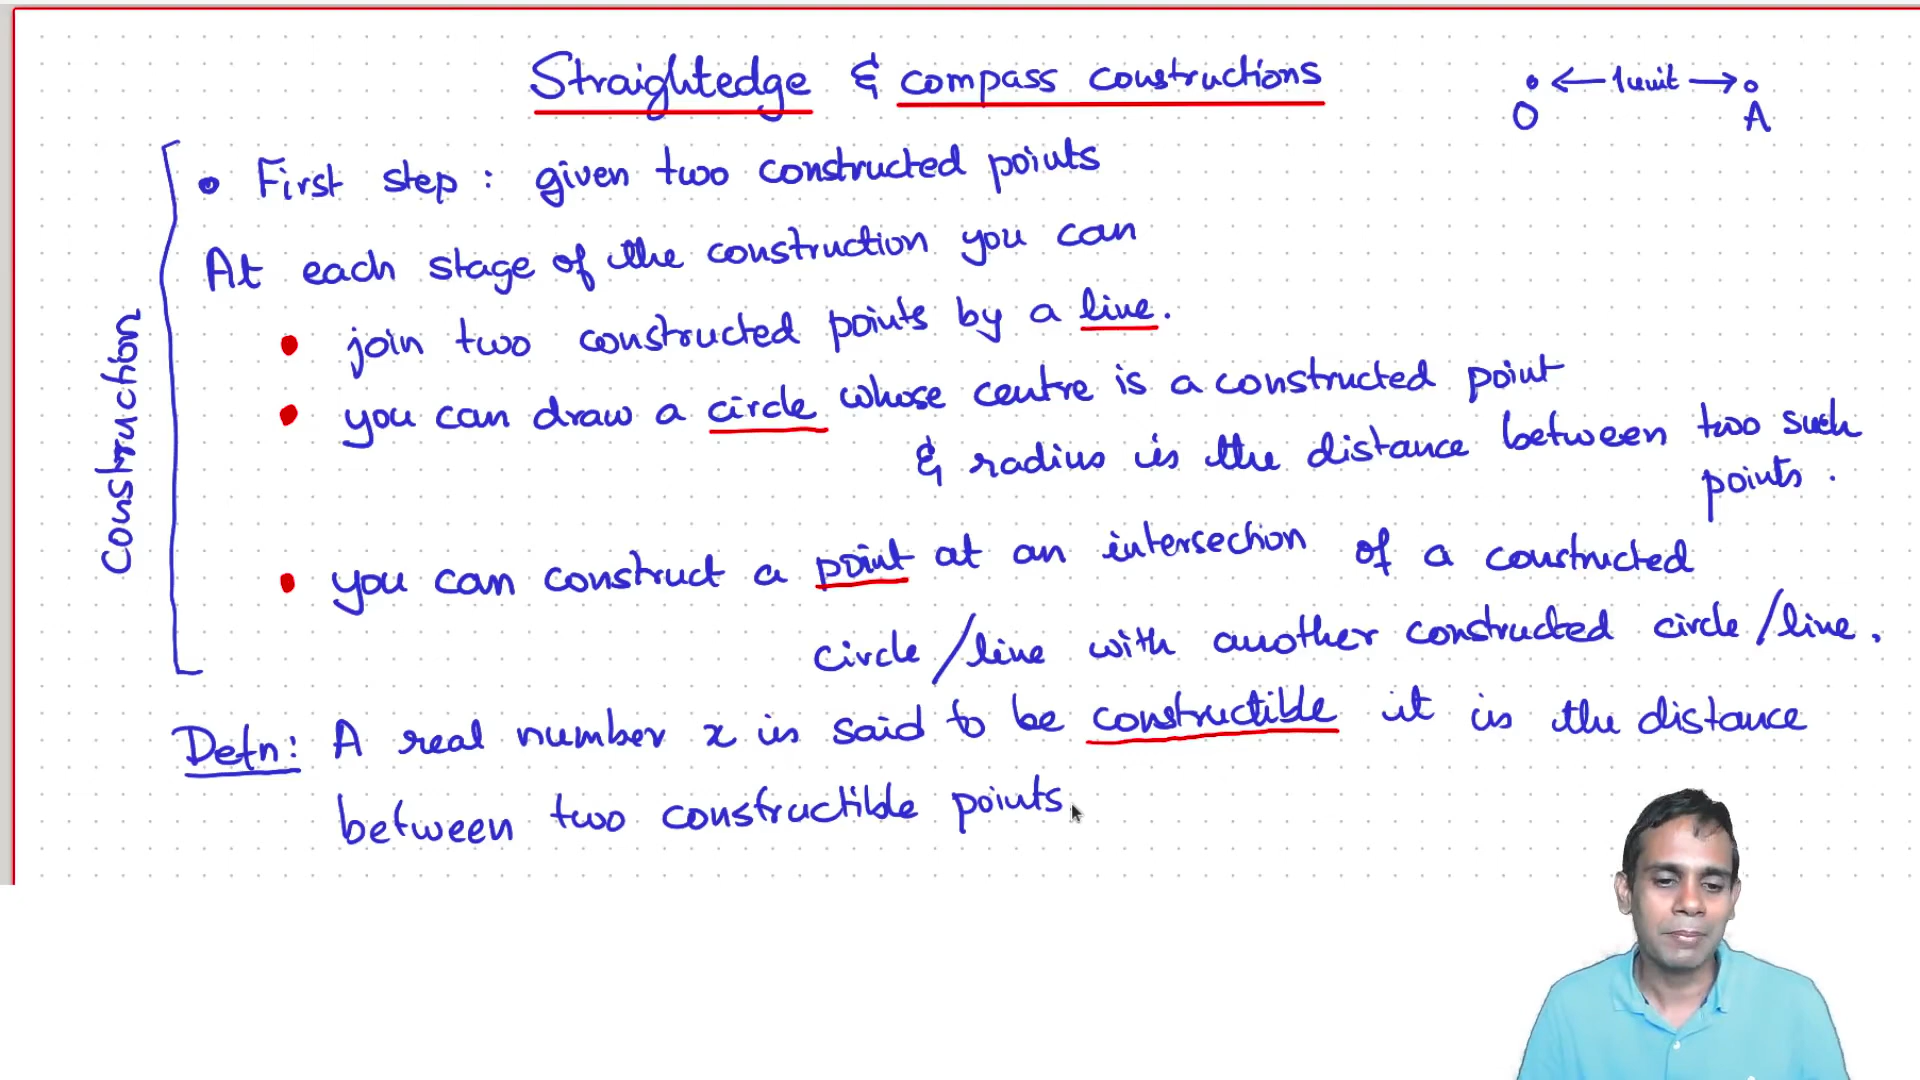 Straightedge & compass constructions
O ← 1 unit → A
Construction
• First step : given two constructed points
At each stage of the construction you can
• join two constructed points by a line.
• you can draw a circle whose centre is a constructed point
& radius is the distance between two such
points.
• you can construct a point at an intersection of a constructed
circle/line with another constructed circle/line.
Defn: A real number x is said to be constructible it is the distance
between two constructible points.